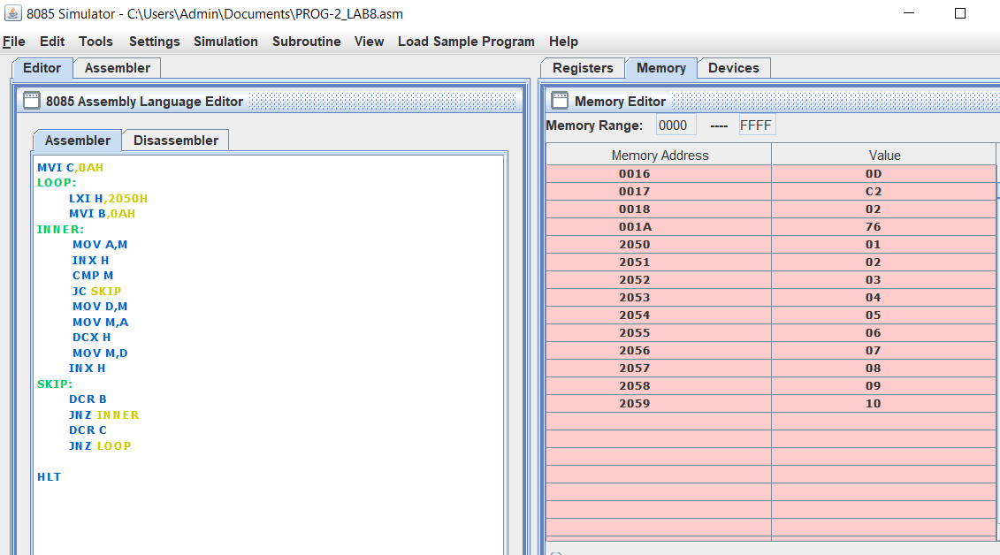 8085 Simulator - C:\Users\Admin\Documents\PROG-2_LAB8.asm
File Edit Tools Settings Simulation Subroutine View Load Sample Program Help
Editor Assembler
8085 Assembly Language Editor
Assembler Disassembler
MVI C,0AH
LOOP:
LXI H,2050H
MVI B,0AH
INNER:
MOV A,M
INX H
CMP M
JC SKIP
MOV D,M
MOV M,A
DCX H
MOV M,D
INX H
SKIP:
DCR B
JNZ INNER
DCR C
JNZ LOOP
HLT
Registers Memory Devices
Memory Editor
Memory Range: 0000 ---- FFFF
Memory Address Value
0016 0D
0017 C2
0018 02
001A 76
2050 01
2051 02
2052 03
2053 04
2054 05
2055 06
2056 07
2057 08
2058 09
2059 10